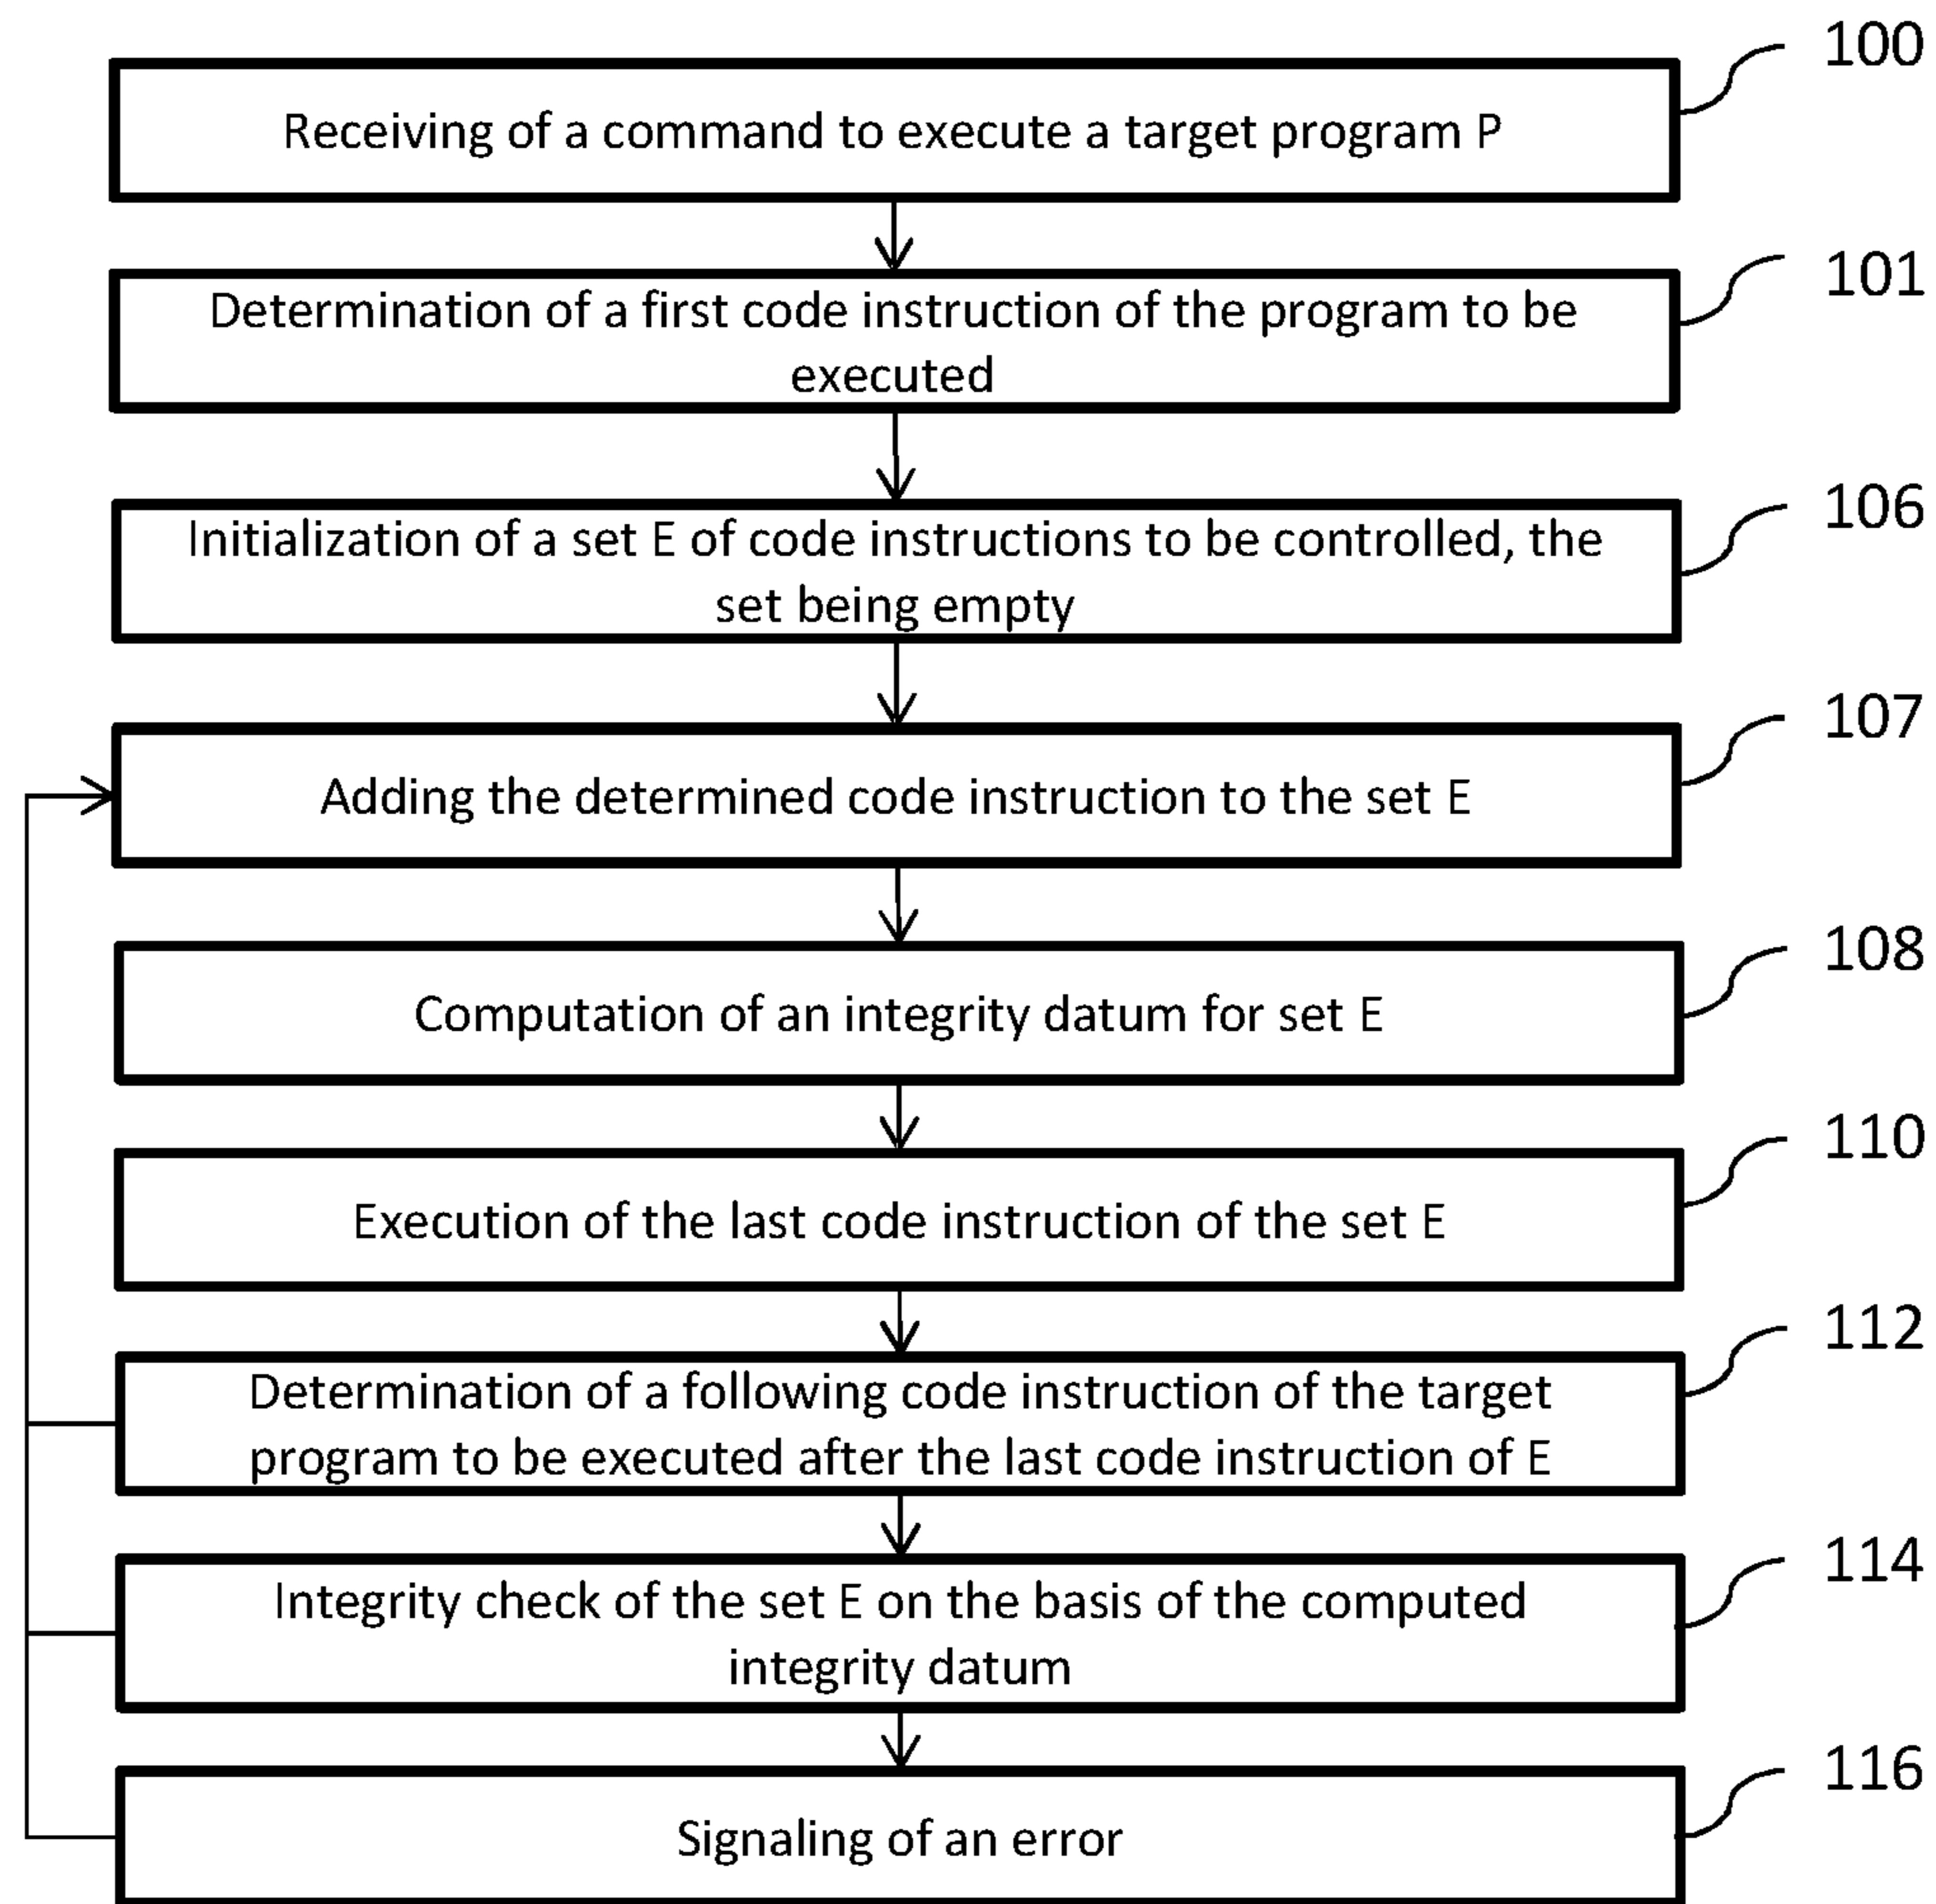 100
Receiving of a command to execute a target program P
101
Determination of a first code instruction of the program to be
executed
106
Initialization of a set E of code instructions to be controlled, the
set being empty
107
Adding the determined code instruction to the set E
108
Computation of an integrity datum for set E
110
Execution of the last code instruction of the set E
112
Determination of a following code instruction of the target
program to be executed after the last code instruction of E
114
Integrity check of the set E on the basis of the computed
integrity datum
116
Signaling of an error